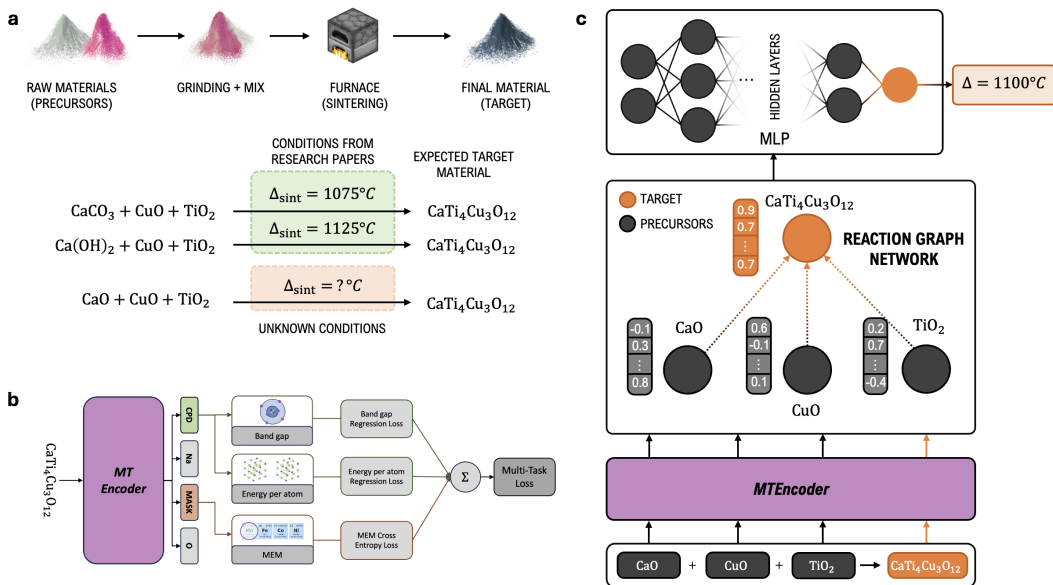 a
RAW MATERIALS
(PRECURSORS)
GRINDING + MIX
FURNACE
(SINTERING)
FINAL MATERIAL
(TARGET)
CONDITIONS FROM
RESEARCH PAPERS
EXPECTED TARGET
MATERIAL
CaCO₃ + CuO + TiO₂
Δsint = 1075°C
CaTi₄Cu₃O₁₂
Ca(OH)₂ + CuO + TiO₂
Δsint = 1125°C
CaTi₄Cu₃O₁₂
CaO + CuO + TiO₂
Δsint = ? °C
CaTi₄Cu₃O₁₂
UNKNOWN CONDITIONS
b
CaTi₄Cu₃O₁₂
MT
Encoder
CPD
Na
MASK
O
Band gap
Energy per atom
Fe
Co
Ni
MEM
Band gap
Regression Loss
Energy per atom
Regression Loss
MEM Cross
Entropy Loss
Σ
Multi-Task
Loss
c
...
HIDDEN LAYERS
MLP
Δ = 1100°C
TARGET
PRECURSORS
CaTi₄Cu₃O₁₂
0.9
0.7
⋮
0.7
REACTION GRAPH
NETWORK
-0.1
0.3
⋮
0.8
CaO
0.6
-0.1
⋮
0.1
CuO
0.2
0.7
⋮
-0.4
TiO₂
MTEncoder
CaO + CuO + TiO₂ CaTi₄Cu₃O₁₂